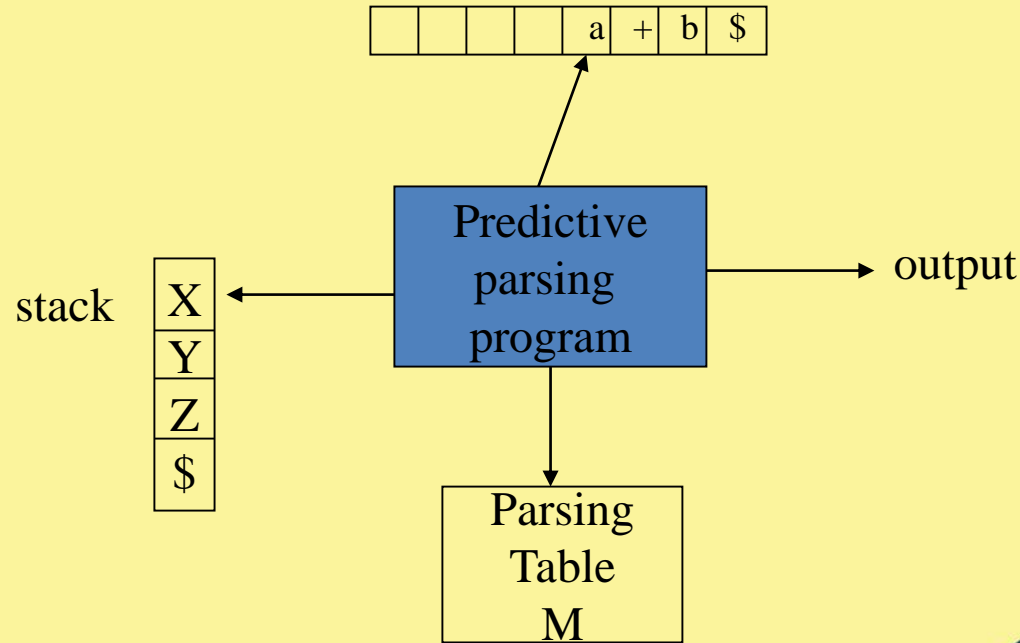 a + b $
Predictive
parsing
program
output
stack
X
Y
Z
$
Parsing
Table
M